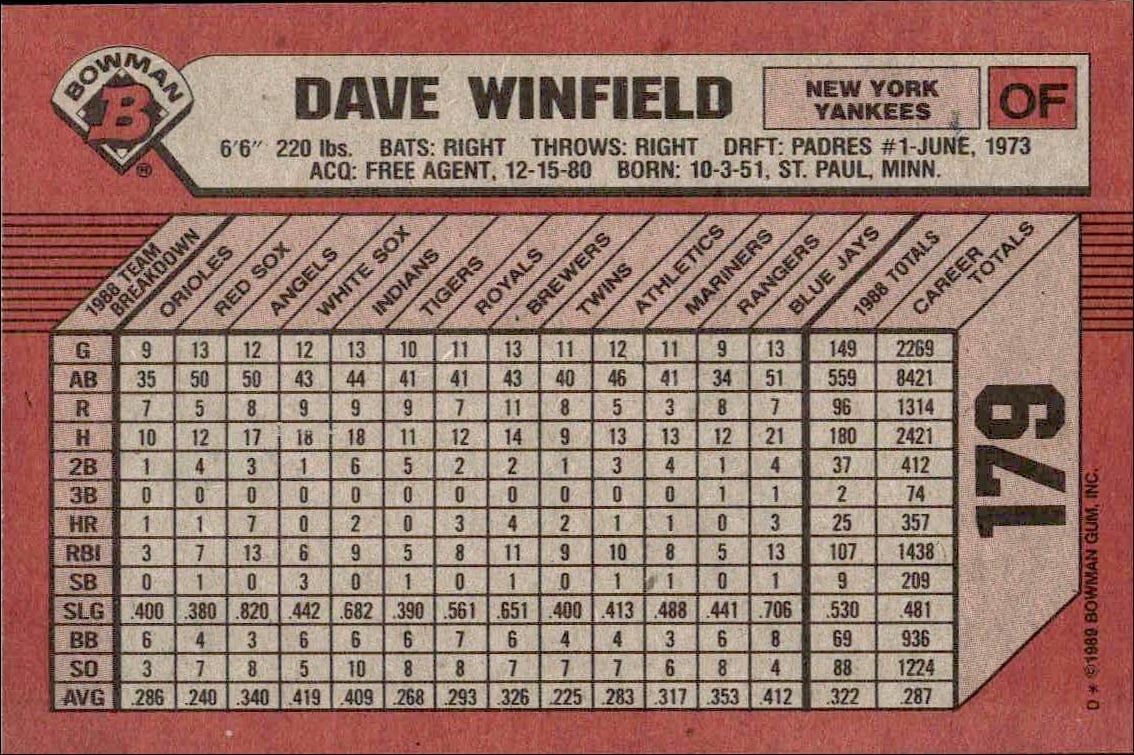 BOWMAN
B
®
DAVE WINFIELD
NEW YORK
YANKEES
OF
6'6" 220 lbs. BATS: RIGHT THROWS: RIGHT DRFT: PADRES #1-JUNE, 1973
ACQ: FREE AGENT, 12-15-80 BORN: 10-3-51, ST. PAUL, MINN.
1988 TEAM BREAKDOWN ORIOLES RED SOX ANGELS WHITE SOX INDIANS TIGERS ROYALS BREWERS TWINS ATHLETICS MARINERS RANGERS BLUE JAYS 1988 TOTALS CAREER TOTALS
G 9 13 12 12 13 10 11 13 11 12 11 9 13 149 2269
AB 35 50 50 43 44 41 41 43 40 46 41 34 51 559 8421
R 7 5 8 9 9 9 7 11 8 5 3 8 7 96 1314
H 10 12 17 18 18 11 12 14 9 13 13 12 21 180 2421
2B 1 4 3 1 6 5 2 2 1 3 4 1 4 37 412
3B 0 0 0 0 0 0 0 0 0 0 0 1 1 2 74
HR 1 1 7 0 2 0 3 4 2 1 1 0 3 25 357
RBI 3 7 13 6 9 5 8 11 9 10 8 5 13 107 1438
SB 0 1 0 3 0 1 0 1 0 1 1 0 1 9 209
SLG .400 .380 .820 .442 .682 .390 .561 .651 .400 .413 .488 .441 .706 .530 .481
BB 6 4 3 6 6 6 7 6 4 4 3 6 8 69 936
SO 3 7 8 5 10 8 8 7 7 7 6 8 4 88 1224
AVG .286 .240 .340 .419 .409 .268 .293 .326 .225 .283 .317 .353 .412 .322 .287
179
D * ©1989 BOWMAN GUM, INC.